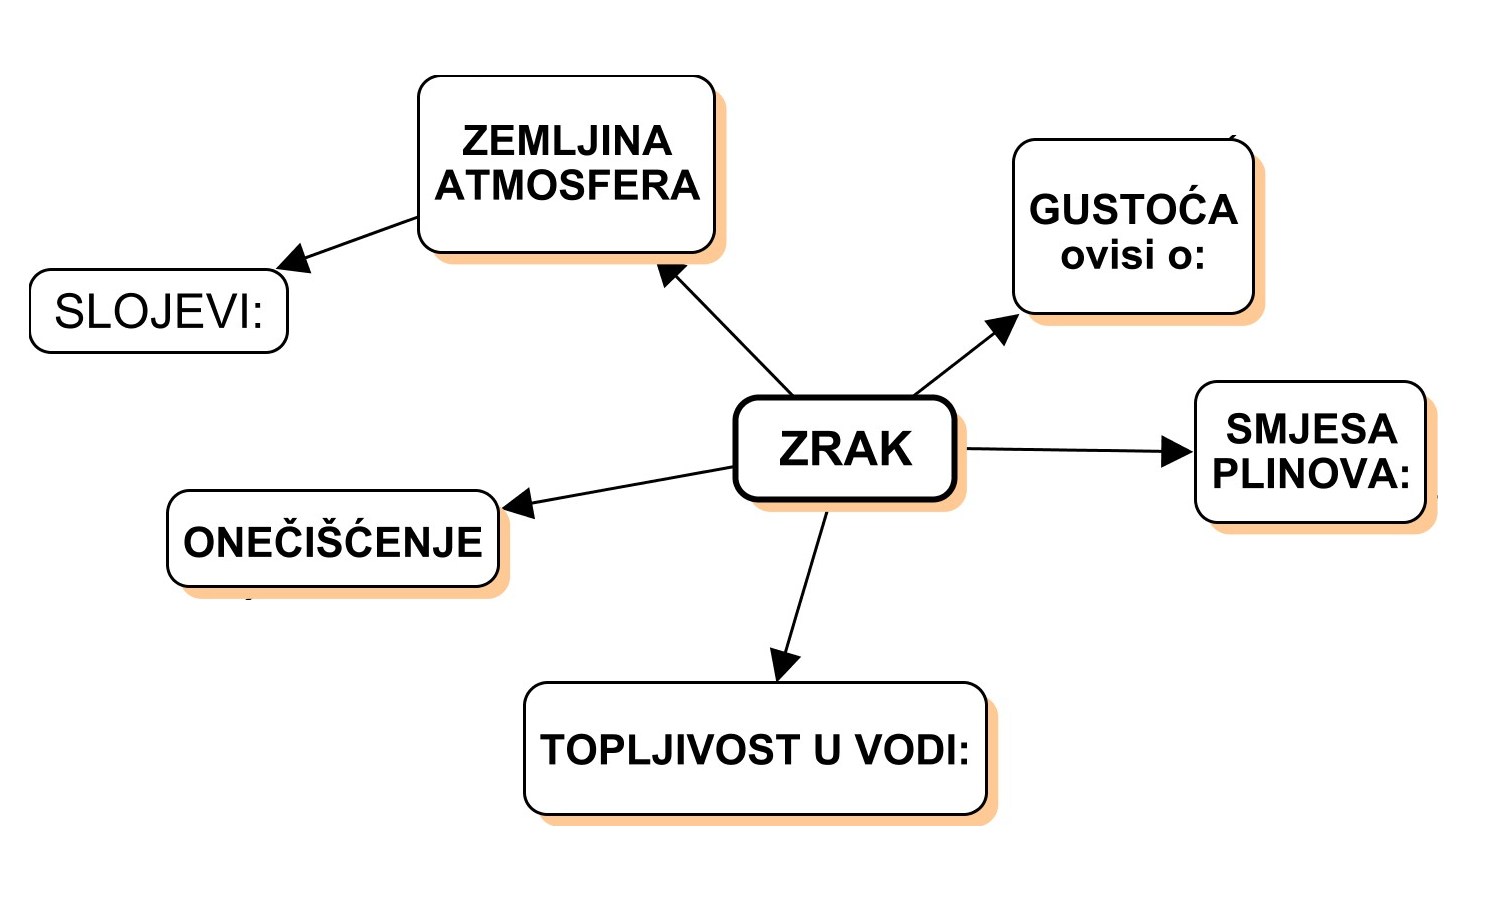 ZEMLJINA
ATMOSFERA
GUSTOĆA
ovisi o:
SLOJEVI:
SMJESA
PLINOVA:
ZRAK
ONEČIŠĆENJE
TOPLJIVOST U VODI: